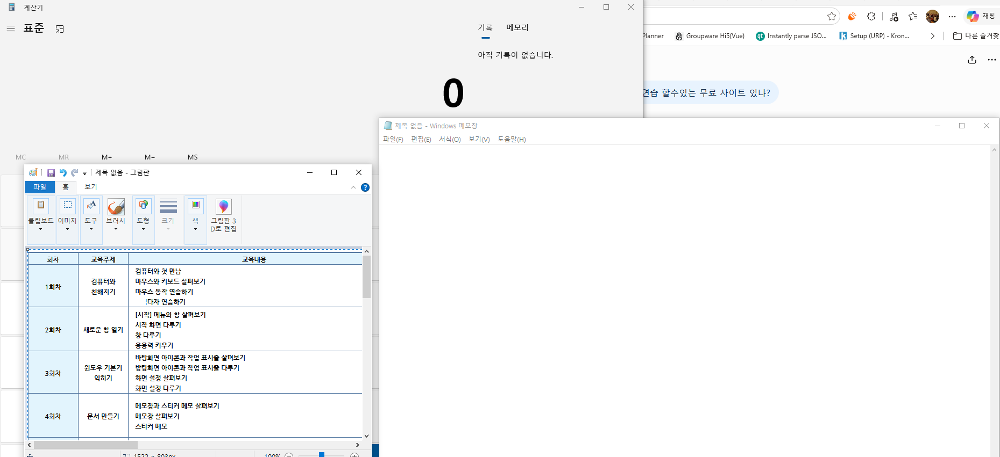 계산기
표준
기록 메모리
아직 기록이 없습니다.
0
MC MR M+ M− MS
채팅
Planner Groupware Hi5(Vue) Instantly parse JSO... Setup (URP) - Kron... 다른 즐겨찾
연습 할수있는 무료 사이트 있냐?
제목 없음 - Windows 메모장
파일(F) 편집(E) 서식(O) 보기(V) 도움말(H)
제목 없음 - 그림판
파일 홈 보기
클립보드 이미지 도구 브러시 도형 크기 색 그림판 3
D로 편집
회차 교육주제 교육내용
1회차
컴퓨터와
친해지기
컴퓨터와 첫 만남
마우스와 키보드 살펴보기
마우스 동작 연습하기
타자 연습하기
2회차
새로운 창 열기
[시작] 메뉴와 창 살펴보기
시작 화면 다루기
창 다루기
응용력 키우기
3회차
윈도우 기본기
익히기
바탕화면 아이콘과 작업 표시줄 살펴보기
방탕화면 아이콘과 작업 표시줄 다루기
화면 설정 살펴보기
화면 설정 다루기
4회차
문서 만들기
메모장과 스티커 메모 살펴보기
메모장 살펴보기
스티커 메모
1522 × 803px 100%